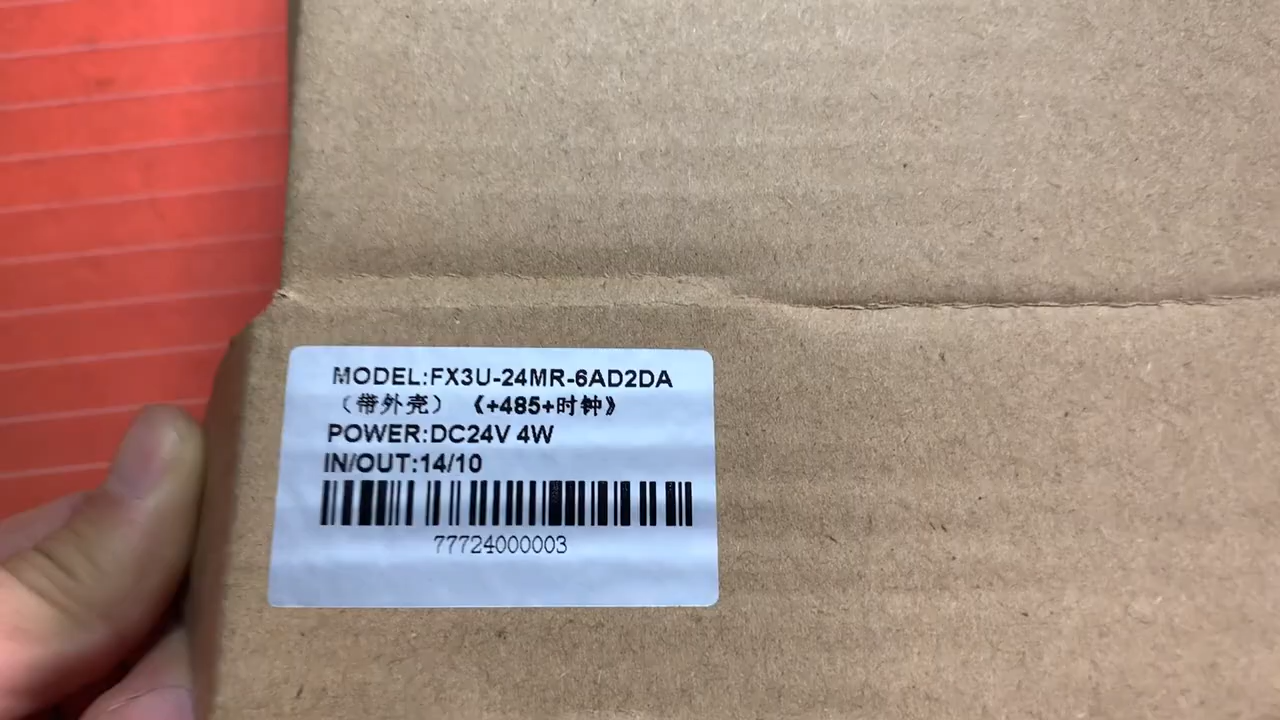 MODEL:FX3U-24MR-6AD2DA
（带外壳） 《+485+时钟》
POWER:DC24V 4W
IN/OUT:14/10
77724000003